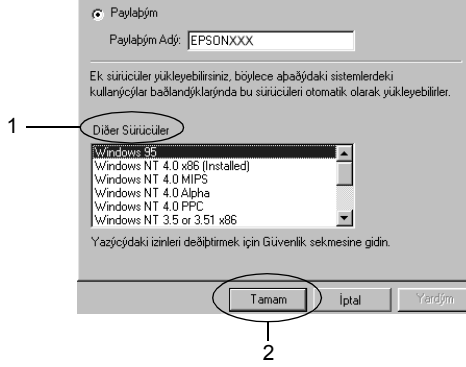 Paylaþým
Paylaþým Adý: EPSONXXX
Ek sürücüler yükleyebilirsiniz, böylece aþaðýdaki sistemlerdeki
kullanýcýlar baðlandýklarýnda bu sürücüleri otomatik olarak yükleyebilirler.
1
Diðer Sürücüler
Windows 95
Windows NT 4.0 x86 (Installed)
Windows NT 4.0 MIPS
Windows NT 4.0 Alpha
Windows NT 4.0 PPC
Windows NT 3.5 or 3.51 x86
Yazýcýdaki izinleri deðiþtirmek için Güvenlik sekmesine gidin.
Tamam İptal Yardým
2